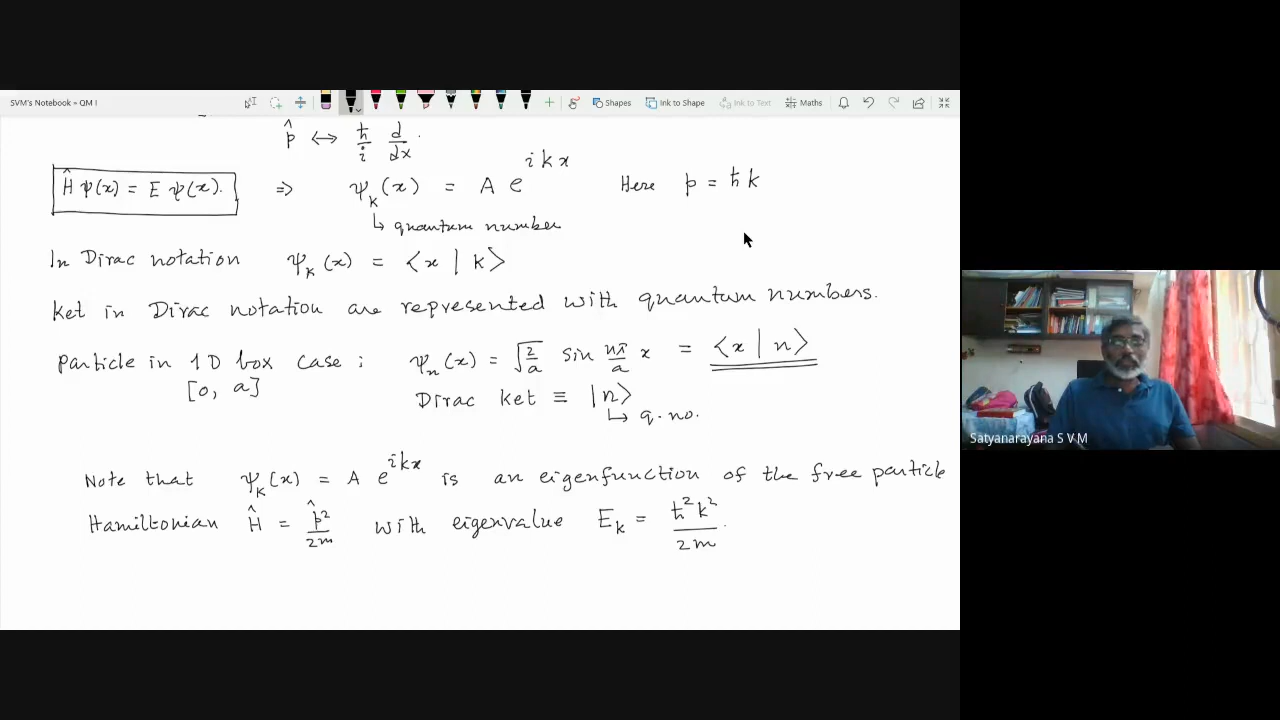 SVM's Notebook » QM I
Shapes Ink to Shape Ink to Text Maths
p̂ ↔ ħ/i d/dx.
Ĥ ψ(x) = E ψ(x). ⇒ ψ_k(x) = A e^{ikx} Here p = ħk
↳ quantum number
In Dirac notation ψ_k(x) = ⟨x | k⟩
ket in Dirac notation are represented with quantum numbers.
particle in 1D box case ; ψ_n(x) = √(2/a) sin nπ/a x = ⟨x | n⟩
[0, a]
Dirac ket ≡ |n⟩
↳ q. no.
Note that ψ_k(x) = A e^{ikx} is an eigenfunction of the free particle
Hamiltonian Ĥ = p̂²/2m with eigenvalue E_k = ħ²k²/2m.
Satyanarayana S V M